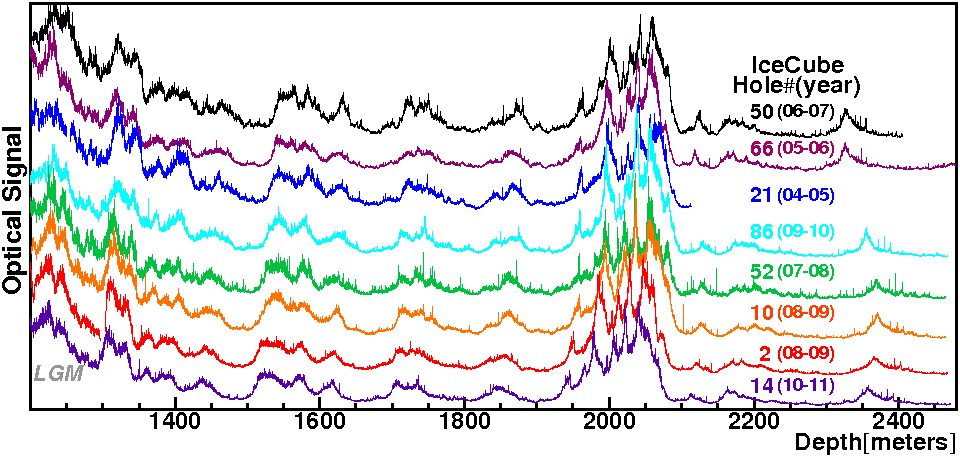 Optical Signal
IceCube
Hole#(year)
50 (06-07)
66 (05-06)
21 (04-05)
86 (09-10)
52 (07-08)
10 (08-09)
2 (08-09)
14 (10-11)
LGM
1400 1600 1800 2000 2200 2400
Depth[meters]